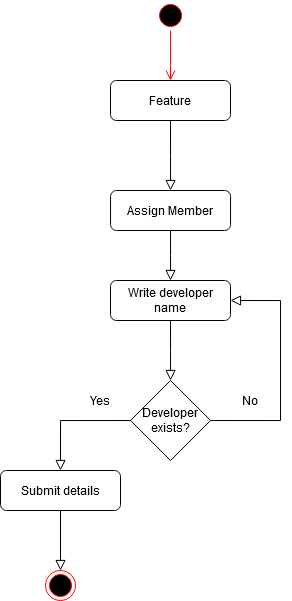 Feature
Assign Member
Write developer
name
Developer
exists?
Yes
No
Submit details